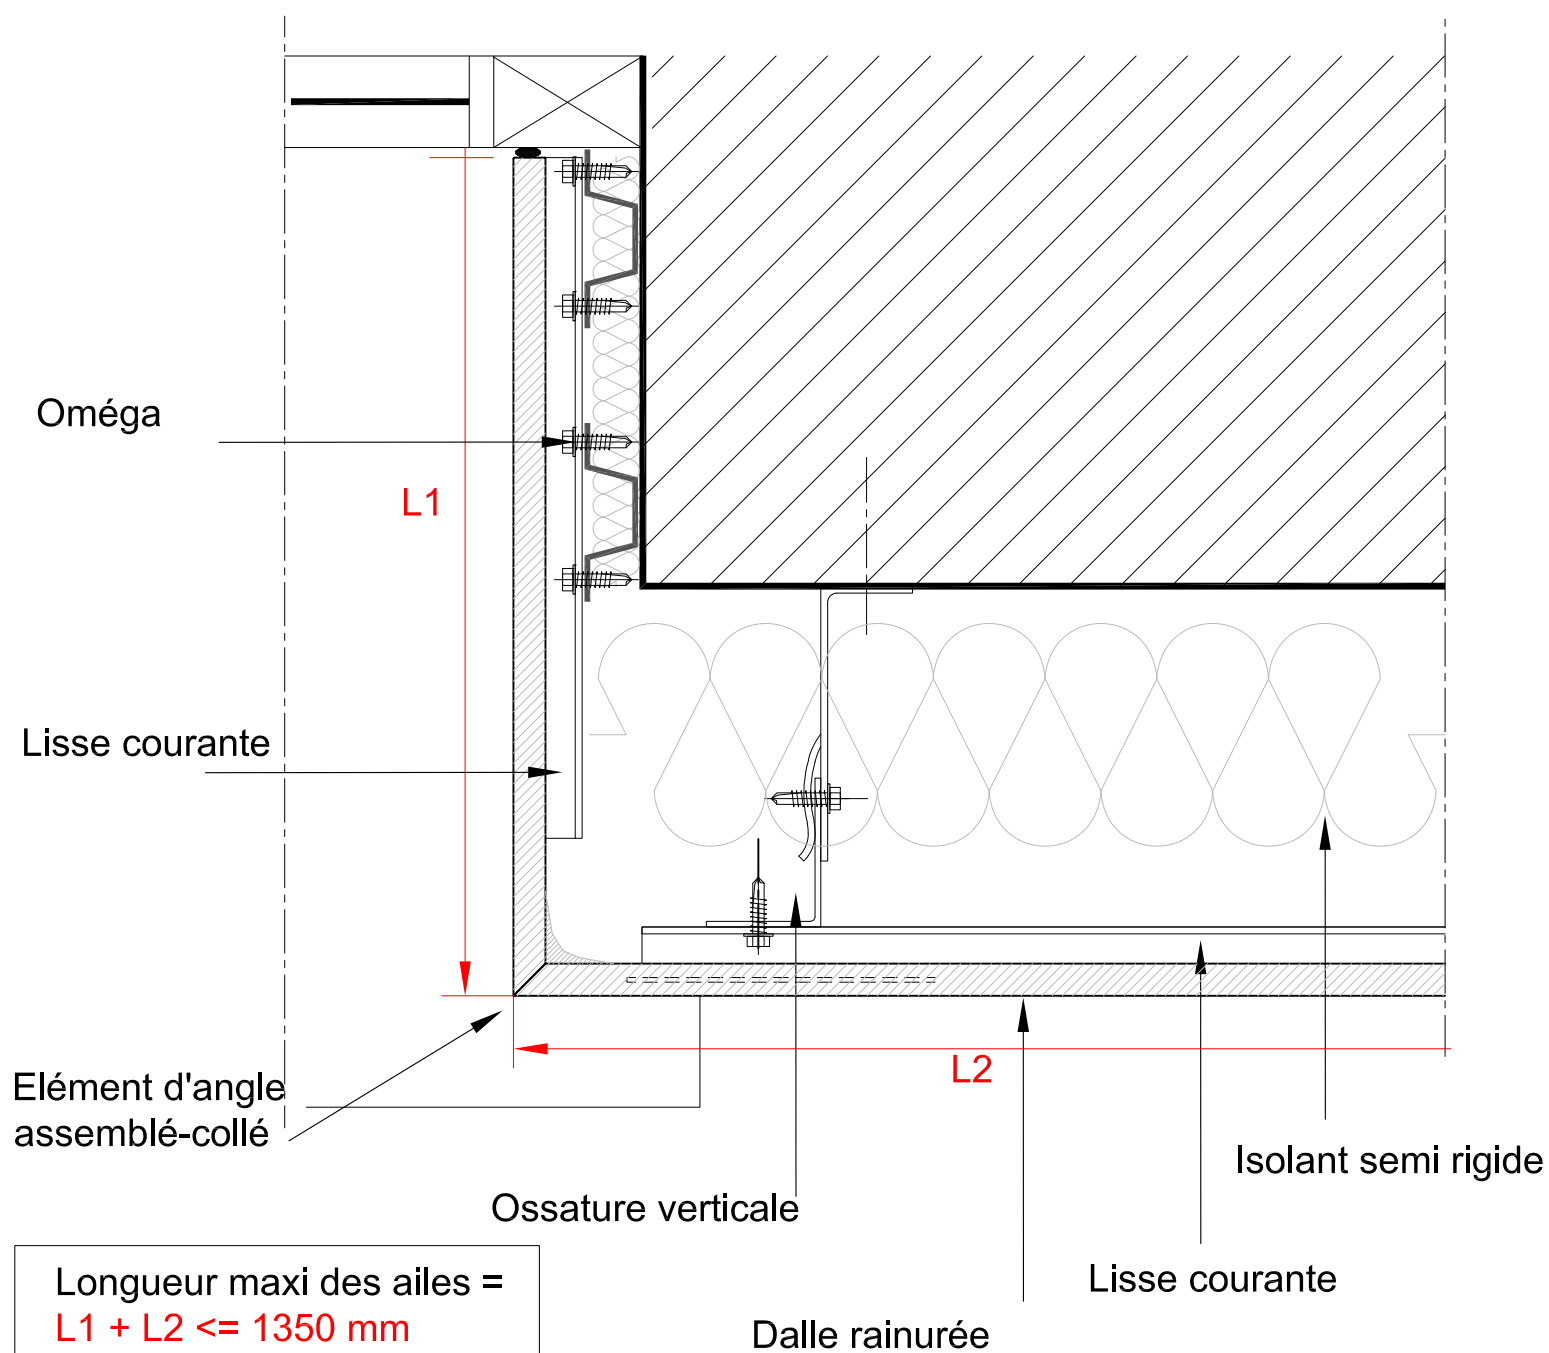 Oméga
L1
Lisse courante
L2
Elément d'angle
assemblé-collé
Isolant semi rigide
Ossature verticale
Lisse courante
Longueur maxi des ailes =
L1 + L2 <= 1350 mm
Dalle rainurée